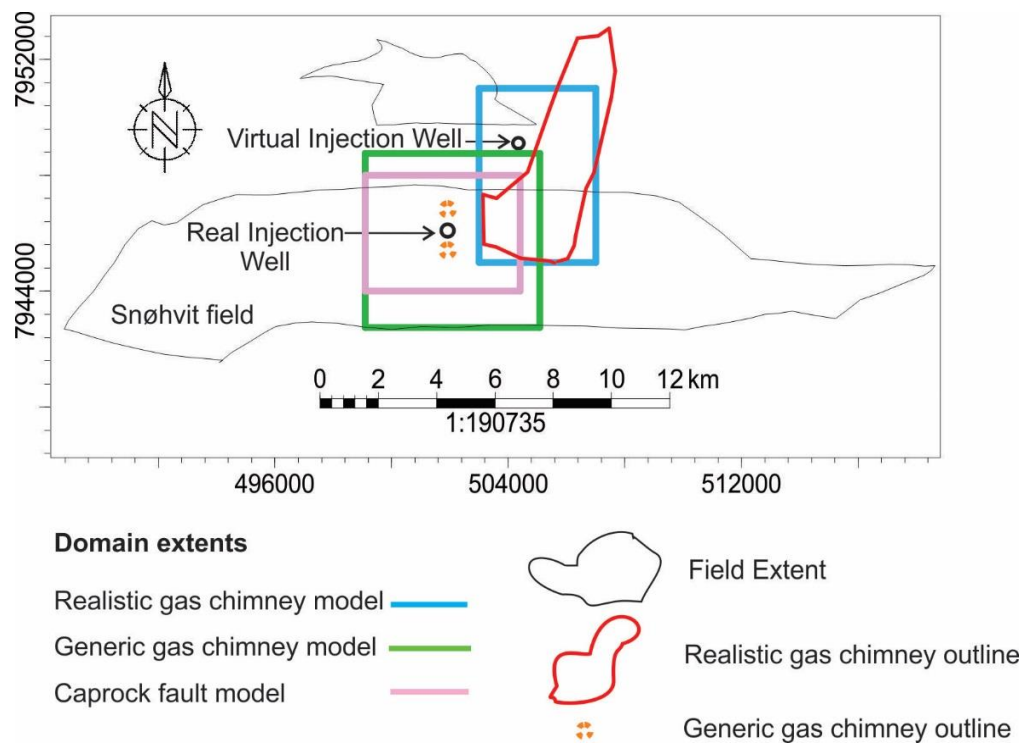 7952000
7944000
N
Virtual Injection Well
Real Injection
Well
Snøhvit field
0 2 4 6 8 10 12 km
1:190735
496000 504000 512000
Domain extents
Realistic gas chimney model
Generic gas chimney model
Caprock fault model
Field Extent
Realistic gas chimney outline
Generic gas chimney outline